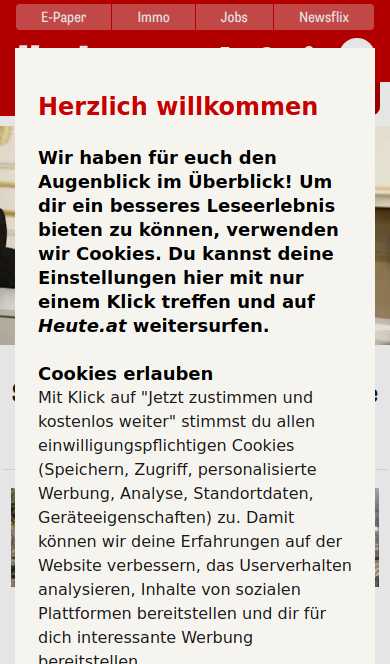 E-Paper
Immo
Jobs
Newsflix
Herzlich willkommen
Wir haben für euch den
Augenblick im Überblick! Um
dir ein besseres Leseerlebnis
bieten zu können, verwenden
wir Cookies. Du kannst deine
Einstellungen hier mit nur
einem Klick treffen und auf
Heute.at weitersurfen.
Cookies erlauben
Mit Klick auf "Jetzt zustimmen und
kostenlos weiter" stimmst du allen
einwilligungspflichtigen Cookies
(Speichern, Zugriff, personalisierte
Werbung, Analyse, Standortdaten,
Geräteeigenschaften) zu. Damit
können wir deine Erfahrungen auf der
Website verbessern, das Userverhalten
analysieren, Inhalte von sozialen
Plattformen bereitstellen und dir für
dich interessante Werbung
bereitstellen